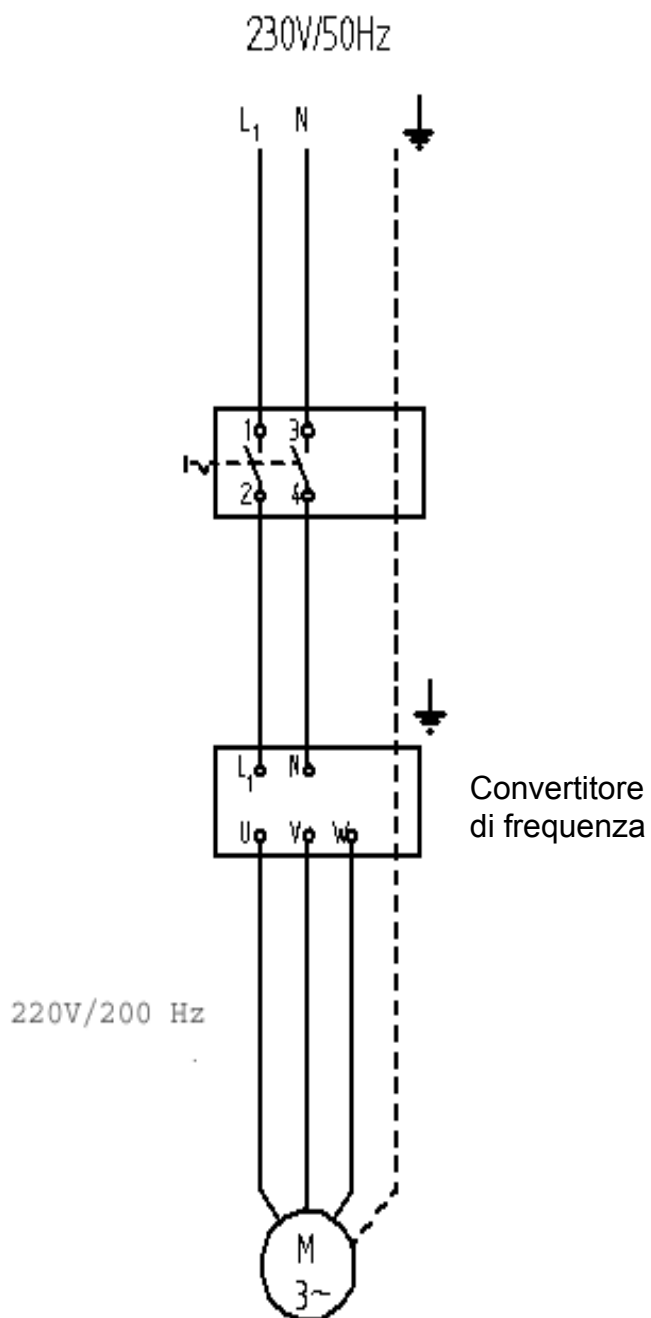 230V/50Hz
L1 N
1 3
2 4
L1 N
Convertitore
di frequenza
U V W
220V/200 Hz
M
3~